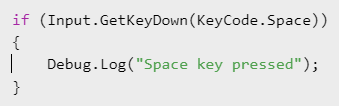 if (Input.GetKeyDown(KeyCode.Space))
{
    Debug.Log("Space key pressed");
}